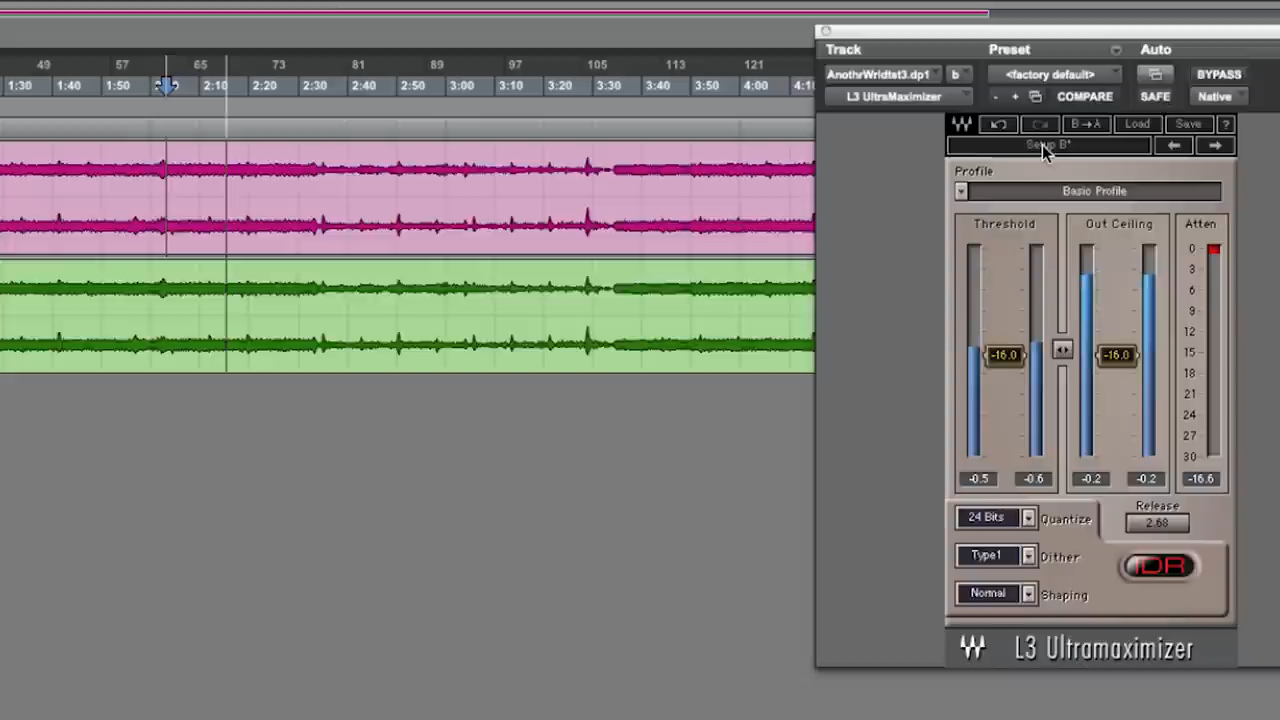 49 57 65 73 81 89 97 105 113 121
1:30 1:40 1:50 2:10 2:20 2:30 2:40 2:50 3:00 3:10 3:20 3:30 3:40 3:50 4:00 4:10
Track Preset Auto
AnothrWrldtst3.dp1 b <factory default> BYPASS
L3 UltraMaximizer - + COMPARE SAFE Native
B→A Load Save ?
Setup B*
Profile
Basic Profile
Threshold Out Ceiling Atten
0
3
6
9
12
-16.0 -16.0 15
18
21
24
27
30
-0.5 -0.6 -0.2 -0.2 -16.6
24 Bits Quantize Release
2.68
Type1 Dither IDR
Normal Shaping
L3 Ultramaximizer